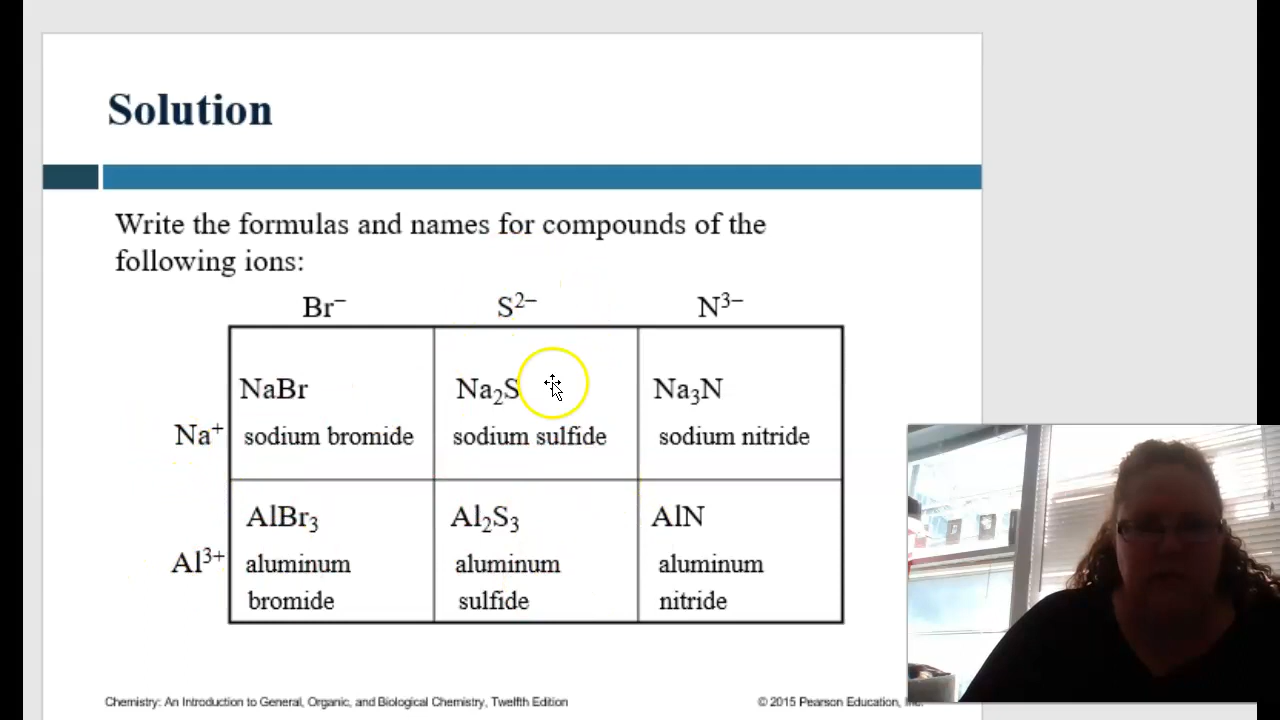 Solution
Write the formulas and names for compounds of the
following ions:
Br⁻ S²⁻ N³⁻
NaBr Na₂S Na₃N
Na⁺ sodium bromide sodium sulfide sodium nitride
AlBr₃ Al₂S₃ AlN
Al³⁺ aluminum aluminum aluminum
bromide sulfide nitride
Chemistry: An Introduction to General, Organic, and Biological Chemistry, Twelfth Edition © 2015 Pearson Education,